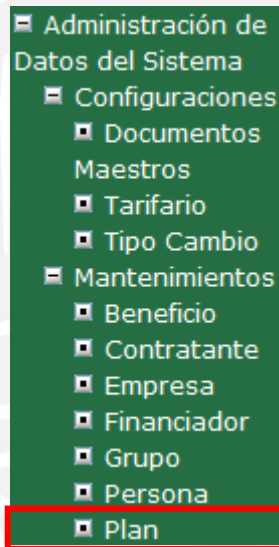 Administración de
Datos del Sistema
Configuraciones
Documentos
Maestros
Tarifario
Tipo Cambio
Mantenimientos
Beneficio
Contratante
Empresa
Financiador
Grupo
Persona
Plan